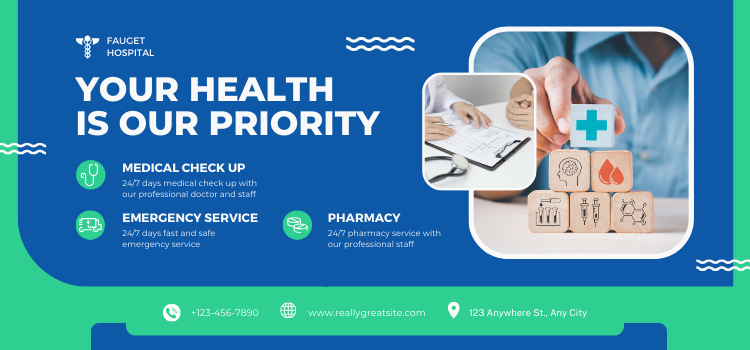 FAUGET
HOSPITAL
YOUR HEALTH
IS OUR PRIORITY
MEDICAL CHECK UP
24/7 days medical check up with
our professional doctor and staff
EMERGENCY SERVICE
24/7 days fast and safe
emergency service
PHARMACY
24/7 pharmacy service with
our professional staff
+123-456-7890
www.reallygreatsite.com
123 Anywhere St., Any City